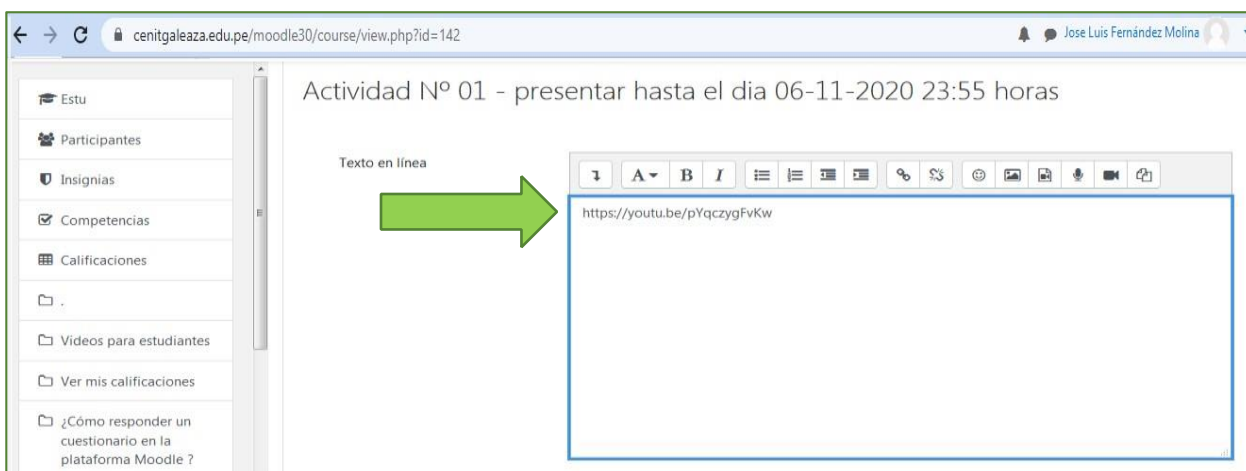 cenitgaleaza.edu.pe/moodle30/course/view.php?id=142
Jose Luis Fernández Molina
Estu
Participantes
Insignias
Competencias
Calificaciones
.
Videos para estudiantes
Ver mis calificaciones
¿Cómo responder un
cuestionario en la
plataforma Moodle ?
Actividad Nº 01 - presentar hasta el dia 06-11-2020 23:55 horas
Texto en línea
A B I
https://youtu.be/pYqczygFvKw